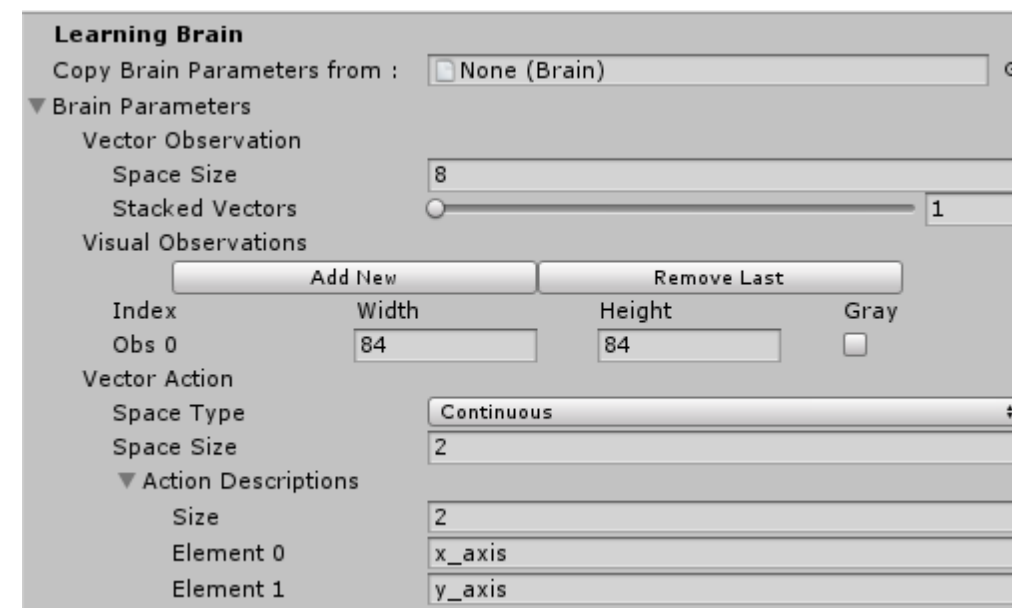 Learning Brain
Copy Brain Parameters from : None (Brain)
Brain Parameters
Vector Observation
Space Size 8
Stacked Vectors 1
Visual Observations
Add New Remove Last
Index Width Height Gray
Obs 0 84 84
Vector Action
Space Type Continuous
Space Size 2
Action Descriptions
Size 2
Element 0 x_axis
Element 1 y_axis